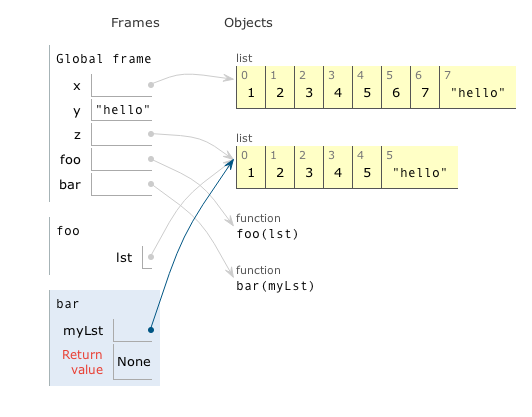 Frames Objects
Global frame
x
y "hello"
z
foo
bar
list
0 1 2 3 4 5 6 7
1 2 3 4 5 6 7 "hello"
list
0 1 2 3 4 5
1 2 3 4 5 "hello"
function
foo(lst)
function
bar(myLst)
foo
lst
bar
myLst
Return
value None